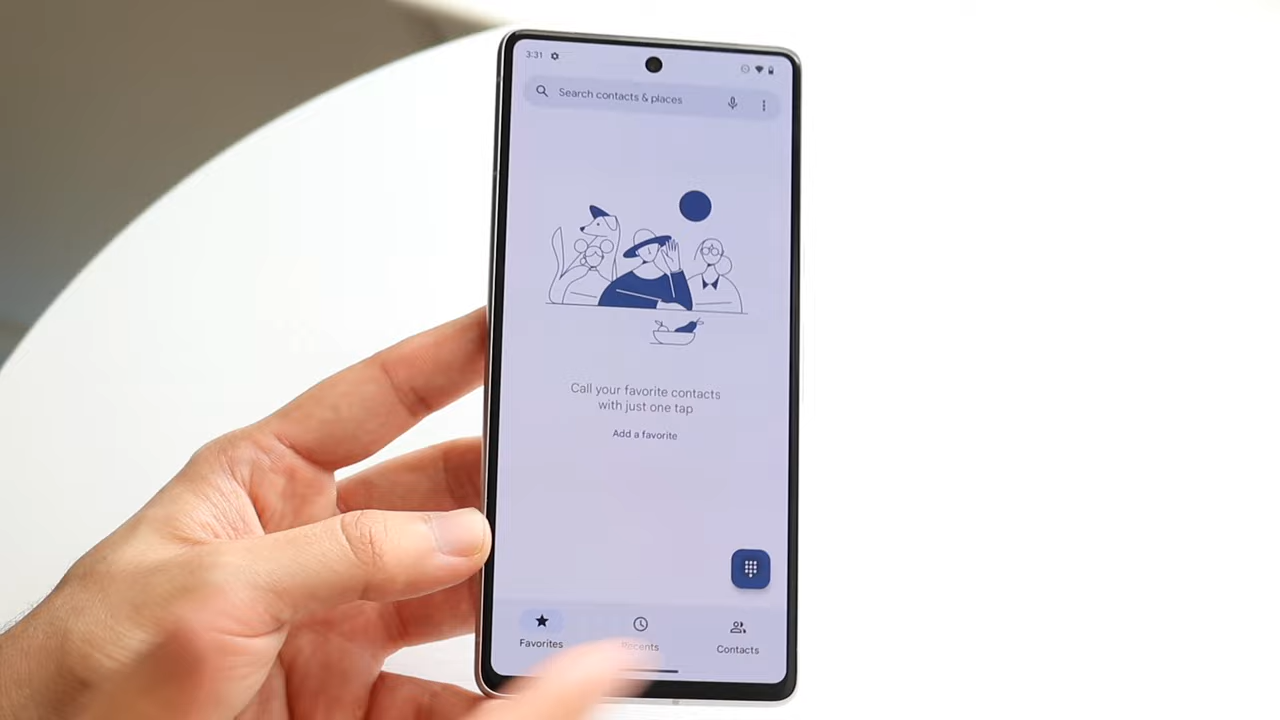 3:31
Search contacts & places
Call your favorite contacts
with just one tap
Add a favorite
Favorites
Recents
Contacts